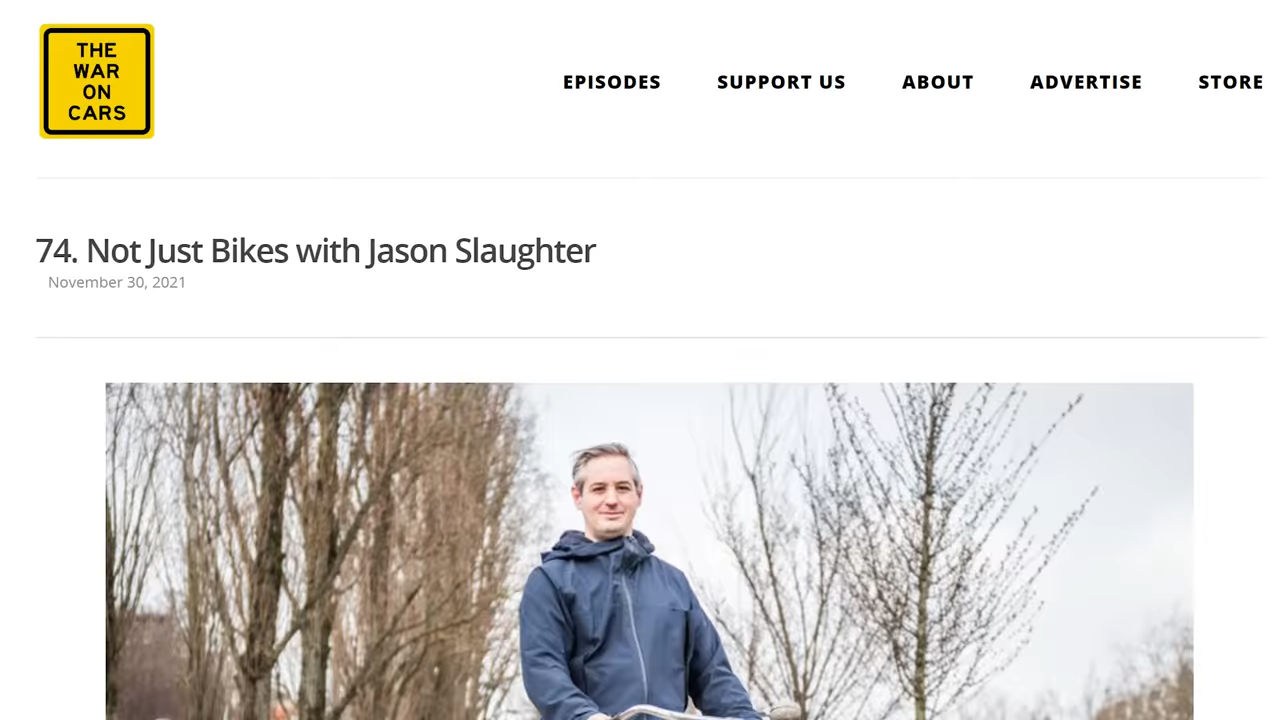 THE
WAR
ON
CARS
EPISODES SUPPORT US ABOUT ADVERTISE STORE
74. Not Just Bikes with Jason Slaughter
November 30, 2021